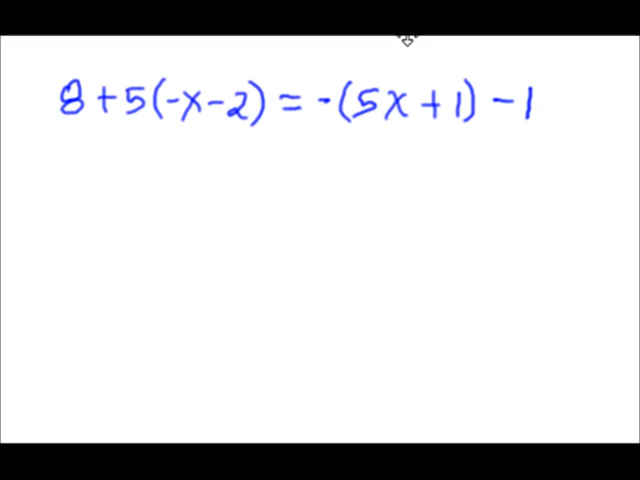 8 + 5(-x - 2) = -(5x + 1) - 1